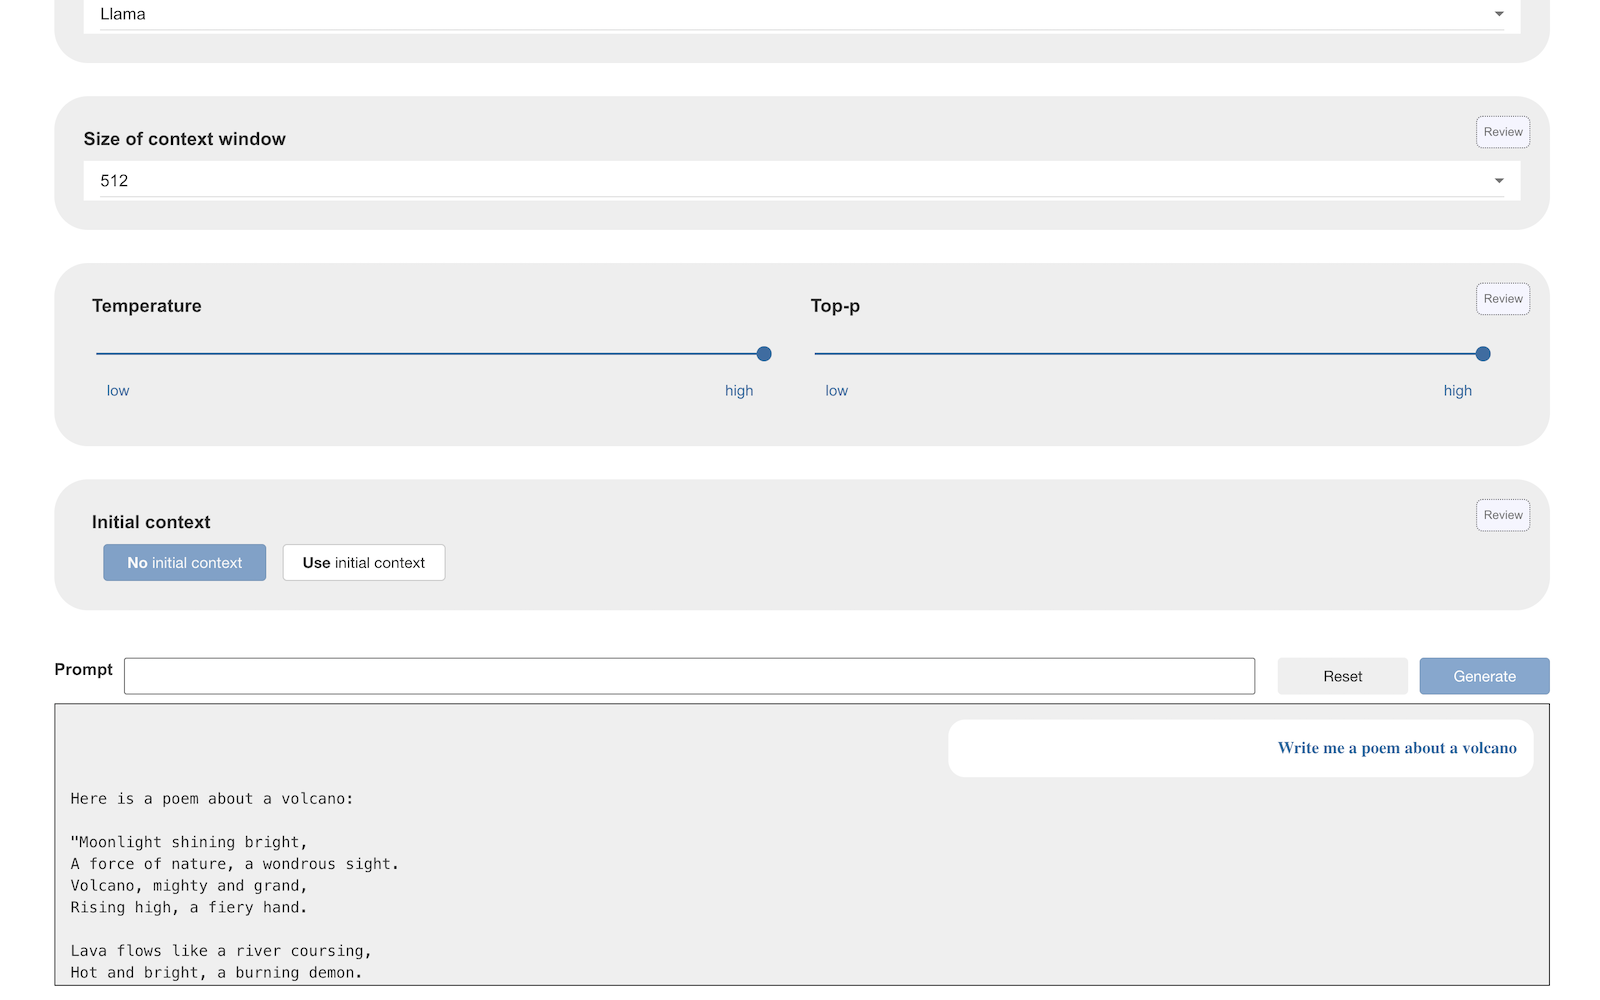 Llama
Size of context window
Review
512
Temperature
Top-p
Review
low
high
low
high
Initial context
Review
No initial context
Use initial context
Prompt
Reset
Generate
Write me a poem about a volcano
Here is a poem about a volcano:
"Moonlight shining bright,
A force of nature, a wondrous sight.
Volcano, mighty and grand,
Rising high, a fiery hand.
Lava flows like a river coursing,
Hot and bright, a burning demon.